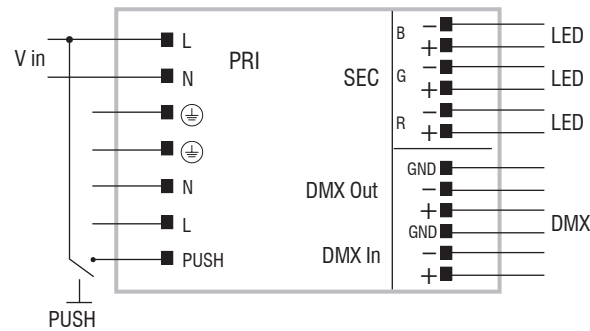 V in
L
N
N
L
PUSH
PUSH
PRI
SEC
B
− 
+
LED
G
−
+
LED
R
−
+
LED
DMX Out
GND
−
+
DMX In
GND
−
+
DMX